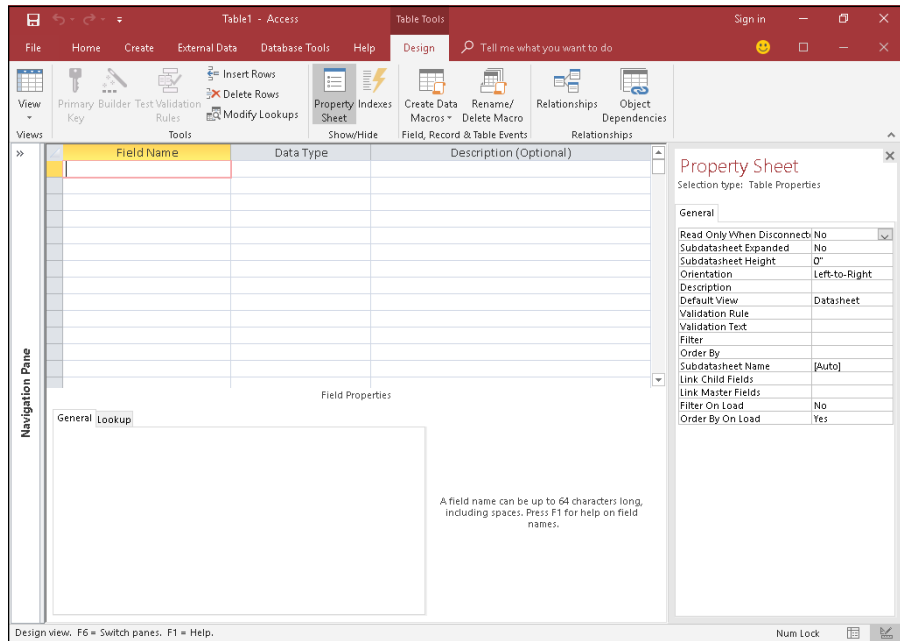 Table1 - Access Table Tools Sign in
File Home Create External Data Database Tools Help Design Tell me what you want to do
View
Primary Key
Builder
Test Validation Rules
Insert Rows
Delete Rows
Modify Lookups
Property Sheet
Indexes
Create Data Macros
Rename/ Delete Macro
Relationships
Object Dependencies
Views Tools Show/Hide Field, Record & Table Events Relationships
Navigation Pane
Field Name Data Type Description (Optional)
Field Properties
General Lookup
A field name can be up to 64 characters long,
including spaces. Press F1 for help on field
names.
Property Sheet
Selection type: Table Properties
General
Read Only When Disconnect No
Subdatasheet Expanded No
Subdatasheet Height 0"
Orientation Left-to-Right
Description
Default View Datasheet
Validation Rule
Validation Text
Filter
Order By
Subdatasheet Name [Auto]
Link Child Fields
Link Master Fields
Filter On Load No
Order By On Load Yes
Design view. F6 = Switch panes. F1 = Help. Num Lock